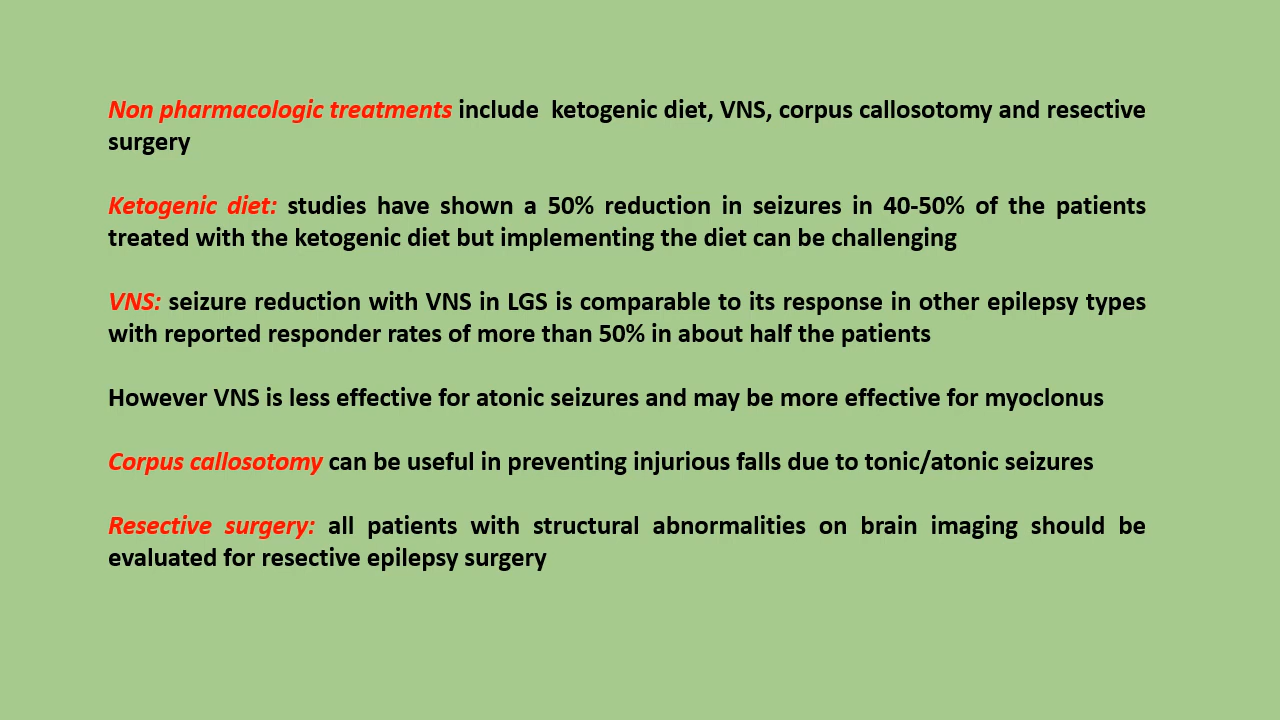 Non pharmacologic treatments include  ketogenic diet, VNS, corpus callosotomy and resective
surgery
Ketogenic diet: studies have shown a 50% reduction in seizures in 40-50% of the patients
treated with the ketogenic diet but implementing the diet can be challenging
VNS: seizure reduction with VNS in LGS is comparable to its response in other epilepsy types
with reported responder rates of more than 50% in about half the patients
However VNS is less effective for atonic seizures and may be more effective for myoclonus
Corpus callosotomy can be useful in preventing injurious falls due to tonic/atonic seizures
Resective surgery: all patients with structural abnormalities on brain imaging should be
evaluated for resective epilepsy surgery